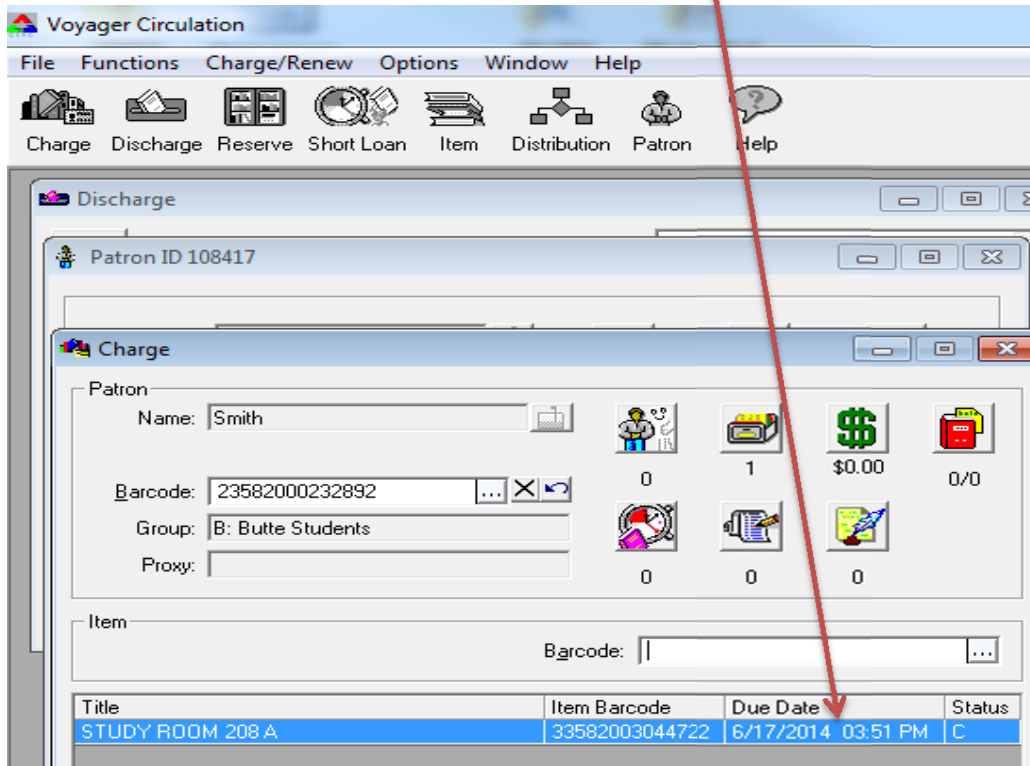 Voyager Circulation
File Functions Charge/Renew Options Window Help
Charge Discharge Reserve Short Loan Item Distribution Patron Help
Discharge
Patron ID 108417
Charge
Patron
Name: Smith
0 1 $0.00 0/0
Barcode: 23582000232892 ...
Group: B: Butte Students
Proxy:
0 0 0
Item
Barcode: ...
Title Item Barcode Due Date Status
STUDY ROOM 208 A 33582003044722 6/17/2014 03:51 PM C